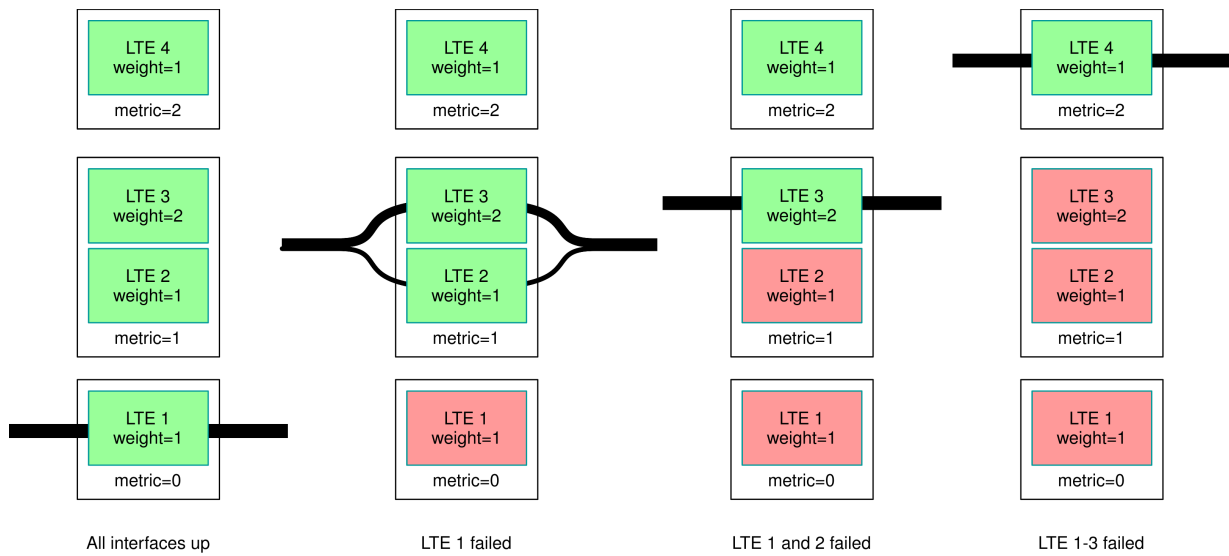 LTE 4
weight=1
metric=2
LTE 3
weight=2
LTE 2
weight=1
metric=1
LTE 1
weight=1
metric=0
All interfaces up
LTE 4
weight=1
metric=2
LTE 3
weight=2
LTE 2
weight=1
metric=1
LTE 1
weight=1
metric=0
LTE 1 failed
LTE 4
weight=1
metric=2
LTE 3
weight=2
LTE 2
weight=1
metric=1
LTE 1
weight=1
metric=0
LTE 1 and 2 failed
LTE 4
weight=1
metric=2
LTE 3
weight=2
LTE 2
weight=1
metric=1
LTE 1
weight=1
metric=0
LTE 1-3 failed